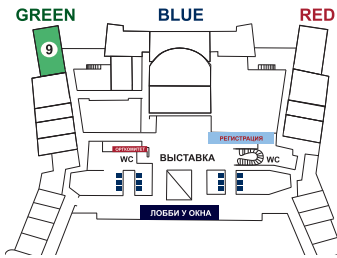 GREEN BLUE RED
9
РЕГИСТРАЦИЯ
ОРГКОМИТЕТ
WC ВЫСТАВКА WC
ЛОББИ У ОКНА